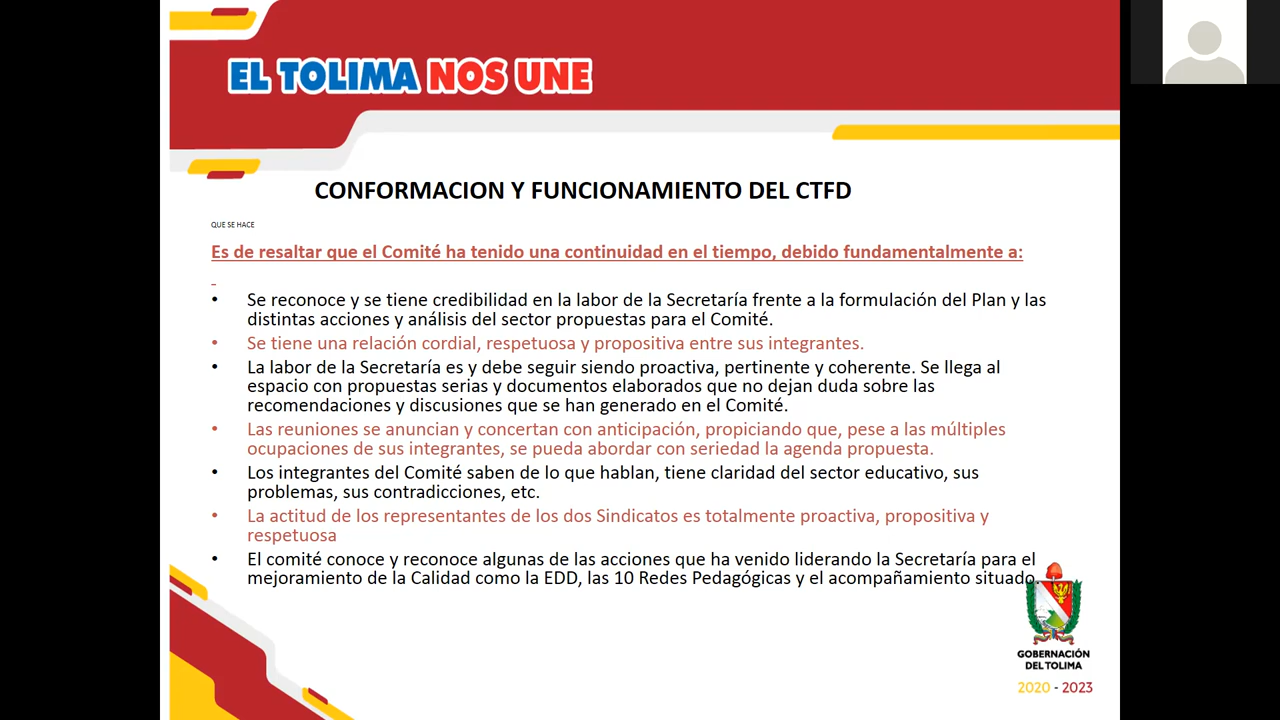 EL TOLIMA NOS UNE
CONFORMACION Y FUNCIONAMIENTO DEL CTFD
QUE SE HACE
Es de resaltar que el Comité ha tenido una continuidad en el tiempo, debido fundamentalmente a:
• Se reconoce y se tiene credibilidad en la labor de la Secretaría frente a la formulación del Plan y las
distintas acciones y análisis del sector propuestas para el Comité.
• Se tiene una relación cordial, respetuosa y propositiva entre sus integrantes.
• La labor de la Secretaría es y debe seguir siendo proactiva, pertinente y coherente. Se llega al
espacio con propuestas serias y documentos elaborados que no dejan duda sobre las
recomendaciones y discusiones que se han generado en el Comité.
• Las reuniones se anuncian y concertan con anticipación, propiciando que, pese a las múltiples
ocupaciones de sus integrantes, se pueda abordar con seriedad la agenda propuesta.
• Los integrantes del Comité saben de lo que hablan, tiene claridad del sector educativo, sus
problemas, sus contradicciones, etc.
• La actitud de los representantes de los dos Sindicatos es totalmente proactiva, propositiva y
respetuosa
• El comité conoce y reconoce algunas de las acciones que ha venido liderando la Secretaría para el
mejoramiento de la Calidad como la EDD, las 10 Redes Pedagógicas y el acompañamiento situado.
GOBERNACIÓN
DEL TOLIMA
2020 - 2023